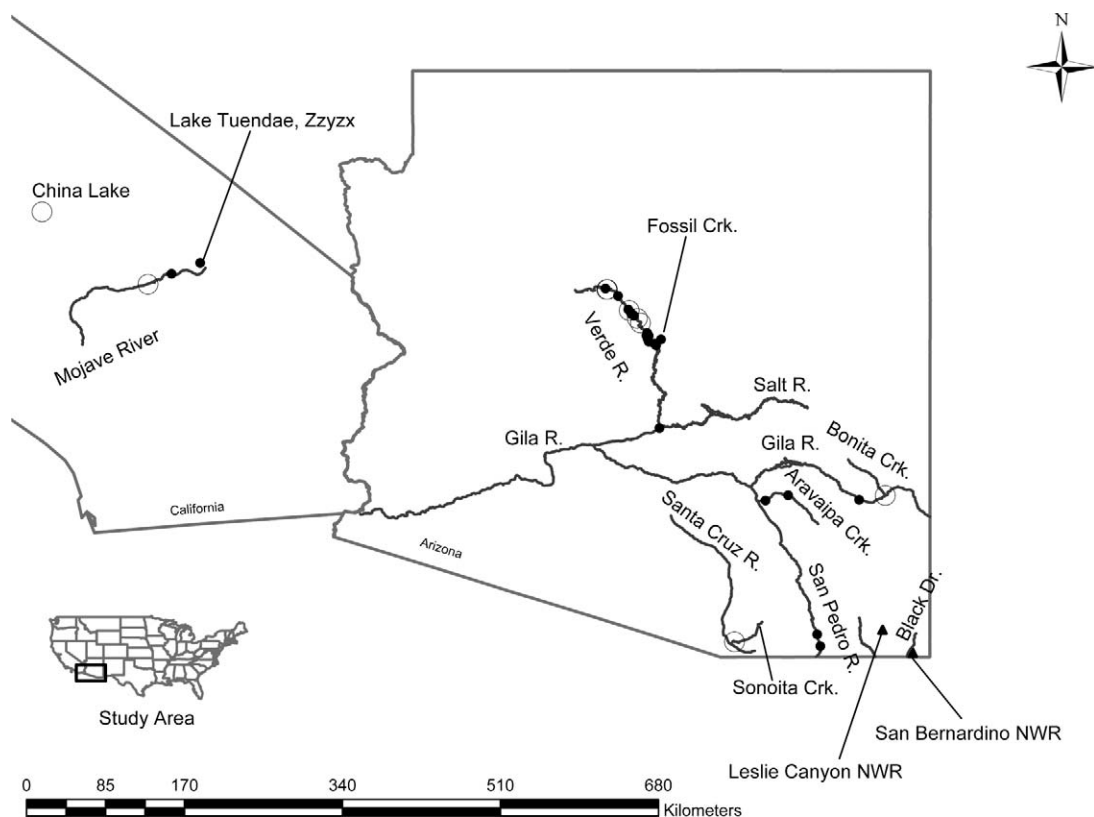 N
Lake Tuendae, Zzyzx
China Lake
Fossil Crk.
Mojave River
Verde R.
Salt R.
Gila R.
Gila R.
Bonita Crk.
Aravaipa Crk.
Santa Cruz R.
California
Arizona
San Pedro R.
Black Dr.
Sonoita Crk.
Study Area
San Bernardino NWR
Leslie Canyon NWR
0 85 170 340 510 680
Kilometers